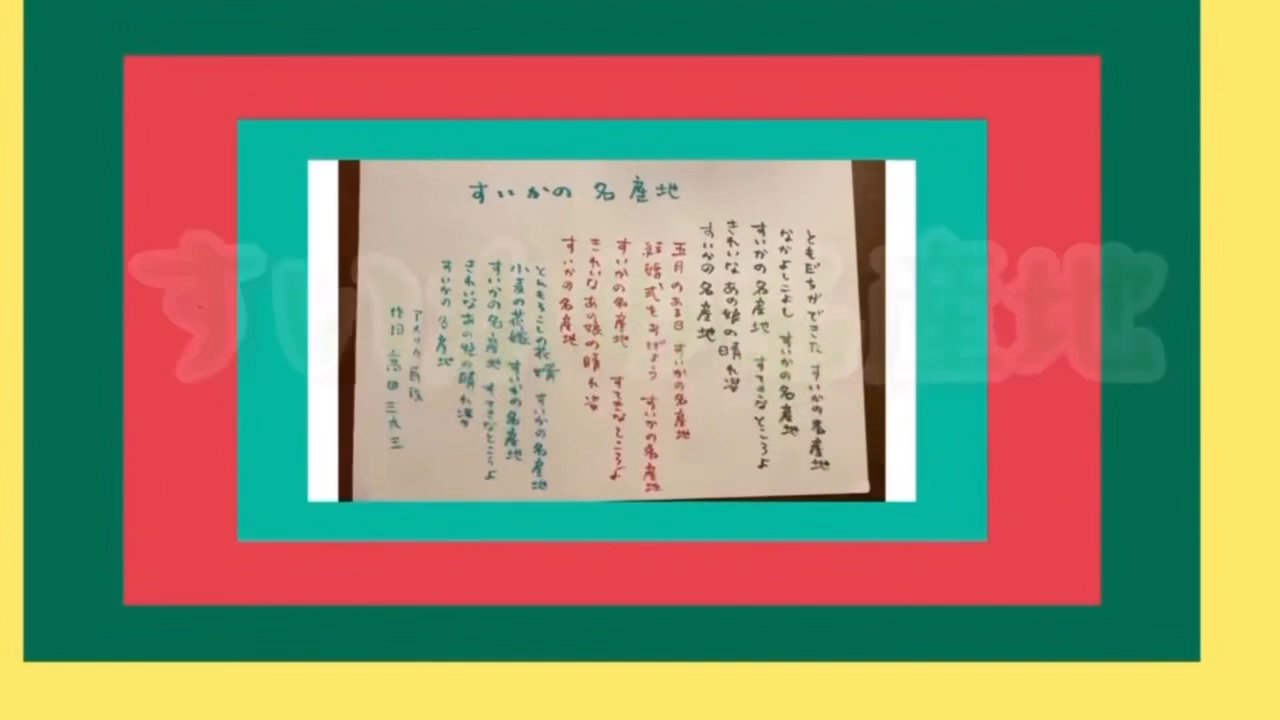 すいかの名産地
すいかの名産地
ともだちができた すいかの名産地
なかよしこよし すいかの名産地
すいかの名産地 すてきなところよ
きれいなあの娘の晴れ姿
すいかの名産地
五月のある日 すいかの名産地
結婚式をあげよう すいかの名産地
すいかの名産地 すてきなところよ
きれいなあの娘の晴れ姿
すいかの名産地
とんもろこしの花婿 すいかの名産地
小麦の花嫁 すいかの名産地
すいかの名産地 すてきなところよ
きれいなあの娘の晴れ姿
すいかの名産地
アメリカ民謡
作詞 高田三九三